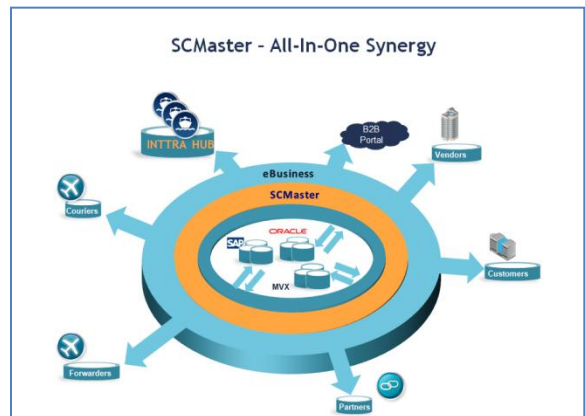 SCMaster – All-In-One Synergy
INTTRA HUB
B2B
Portal
Vendors
eBusiness
SCMaster
Couriers
ORACLE
SAP
MVX
Customers
Forwarders
Partners